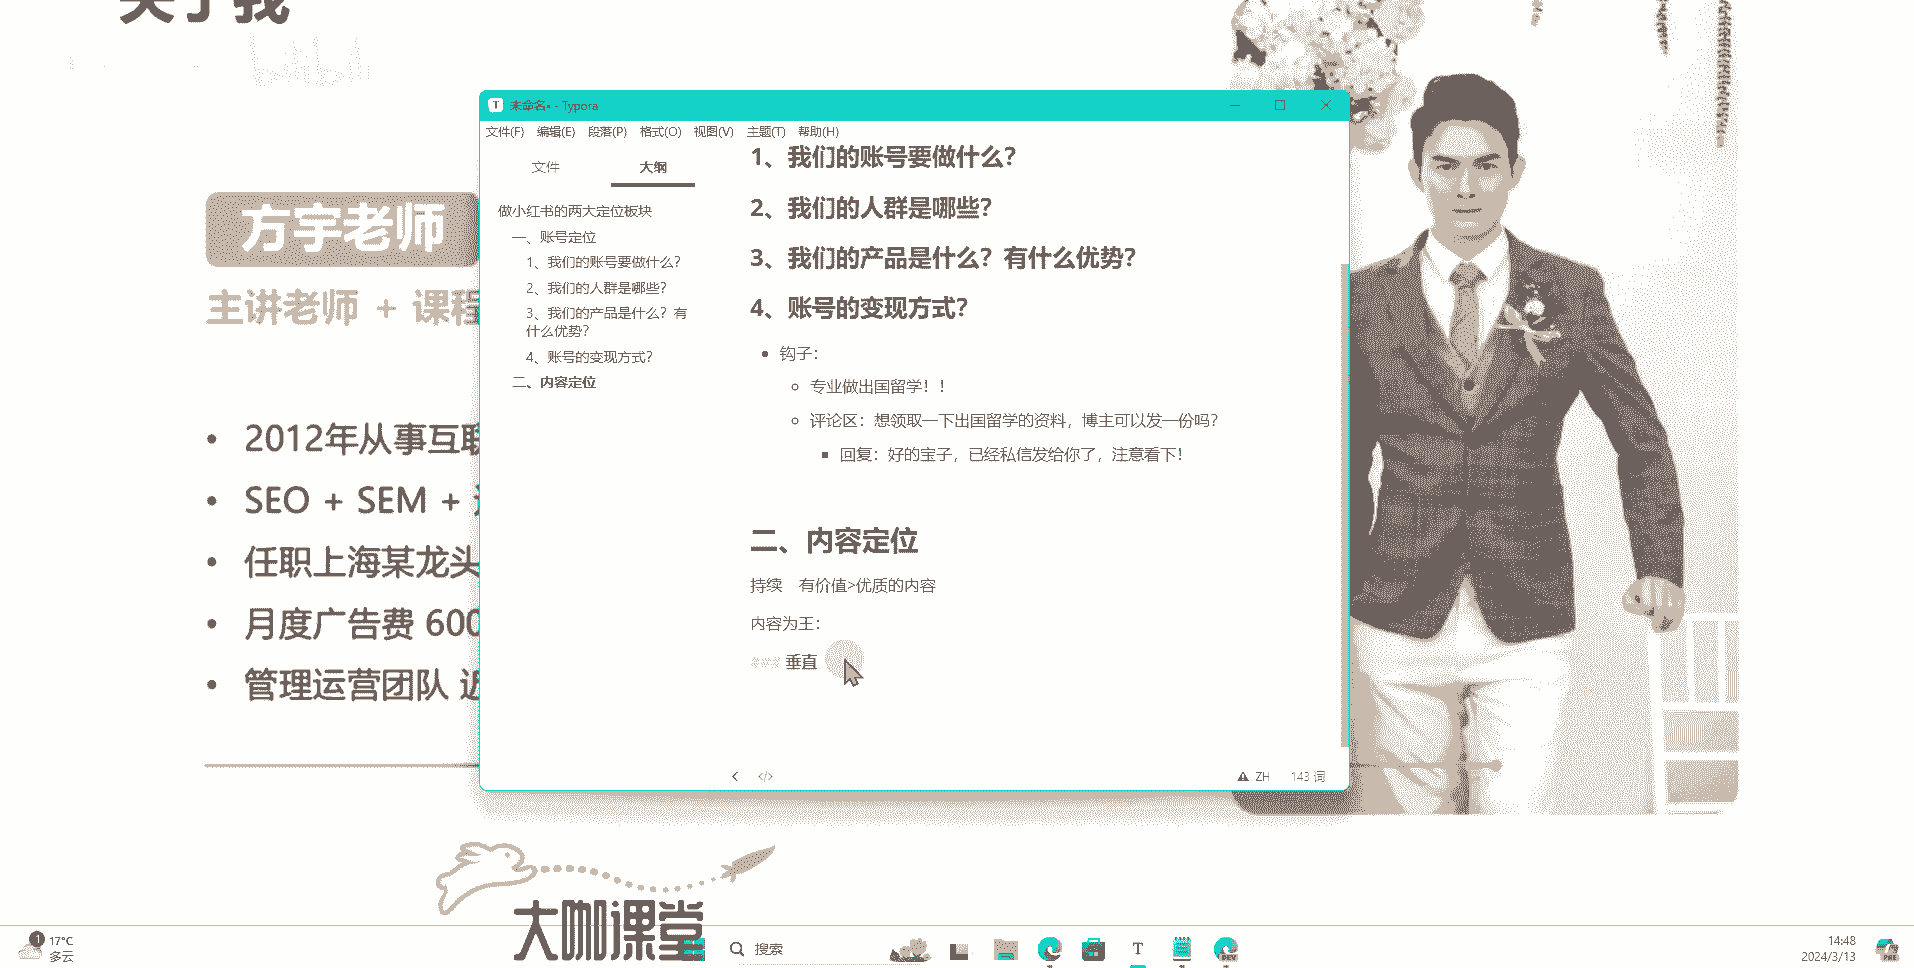 关于我
bilibili
方宇老师
主讲老师 + 课程
2012年从事互联
SEO + SEM +
任职上海某龙头
月度广告费 600
管理运营团队 近
未命名• - Typora
文件(F) 编辑(E) 段落(P) 格式(O) 视图(V) 主题(T) 帮助(H)
文件 大纲
做小红书的两大定位板块
一、账号定位
1、我们的账号要做什么?
2、我们的人群是哪些?
3、我们的产品是什么?有
什么优势?
4、账号的变现方式?
二、内容定位
1、我们的账号要做什么?
2、我们的人群是哪些?
3、我们的产品是什么?有什么优势?
4、账号的变现方式?
钩子:
专业做出国留学!!
评论区:想领取一下出国留学的资料,博主可以发一份吗?
回复:好的宝子,已经私信发给你了,注意看下!
二、内容定位
持续 有价值>优质的内容
内容为王:
### 垂直
ZH 143 词
大咖课堂
1
17°C
多云
搜索
T
DEV
14:48
2024/3/13
PRE